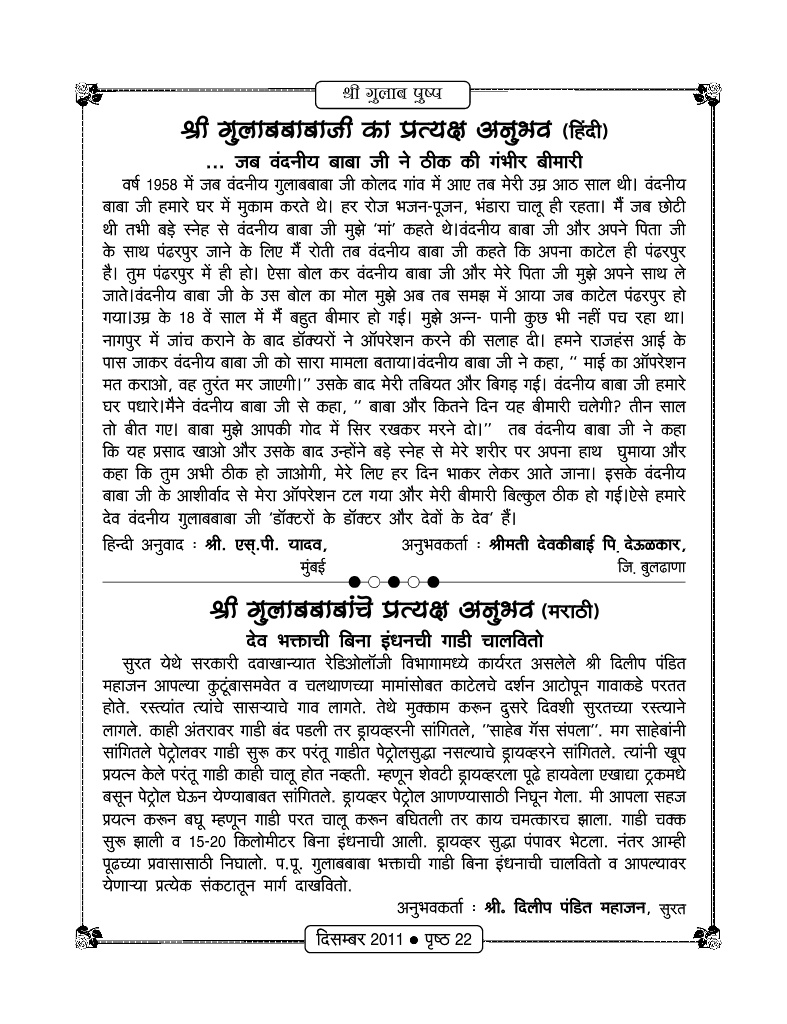 श्री गुलाब पुष्प
श्री गुलाबबाबाजी का प्रत्यक्ष अनुभव (हिंदी)
... जब वंदनीय बाबा जी ने ठीक की गंभीर बीमारी
वर्ष 1958 में जब वंदनीय गुलाबबाबा जी कोलद गांव में आए तब मेरी उम्र आठ साल थी। वंदनीय
बाबा जी हमारे घर में मुकाम करते थे। हर रोज भजन-पूजन, भंडारा चालू ही रहता। मैं जब छोटी
थी तभी बड़े स्नेह से वंदनीय बाबा जी मुझे ‘मां’ कहते थे।वंदनीय बाबा जी और अपने पिता जी
के साथ पंढरपुर जाने के लिए मैं रोती तब वंदनीय बाबा जी कहते कि अपना काटेल ही पंढरपुर
है। तुम पंढरपुर में ही हो। ऐसा बोल कर वंदनीय बाबा जी और मेरे पिता जी मुझे अपने साथ ले
जाते।वंदनीय बाबा जी के उस बोल का मोल मुझे अब तब समझ में आया जब काटेल पंढरपुर हो
गया।उम्र के 18 वें साल में मैं बहुत बीमार हो गई। मुझे अन्न- पानी कुछ भी नहीं पच रहा था।
नागपुर में जांच कराने के बाद डॉक्यरों ने ऑपरेशन करने की सलाह दी। हमने राजहंस आई के
पास जाकर वंदनीय बाबा जी को सारा मामला बताया।वंदनीय बाबा जी ने कहा, ‘‘ माई का ऑपरेशन
मत कराओ, वह तुरंत मर जाएगी।’’ उसके बाद मेरी तबियत और बिगड़ गई। वंदनीय बाबा जी हमारे
घर पधारे।मैने वंदनीय बाबा जी से कहा, ‘‘ बाबा और कितने दिन यह बीमारी चलेगी? तीन साल
तो बीत गए। बाबा मुझे आपकी गोद में सिर रखकर मरने दो।’’ तब वंदनीय बाबा जी ने कहा
कि यह प्रसाद खाओ और उसके बाद उन्होंने बड़े स्नेह से मेरे शरीर पर अपना हाथ घुमाया और
कहा कि तुम अभी ठीक हो जाओगी, मेरे लिए हर दिन भाकर लेकर आते जाना। इसके वंदनीय
बाबा जी के आशीर्वाद से मेरा ऑपरेशन टल गया और मेरी बीमारी बिल्कुल ठीक हो गई।ऐसे हमारे
देव वंदनीय गुलाबबाबा जी ‘डॉक्टरों के डॉक्टर और देवों के देव’ हैं।
हिन्दी अनुवाद : श्री. एस्.पी. यादव, अनुभवकर्ता : श्रीमती देवकीबाई पि. देऊळकार,
मुंबई जि. बुलढाणा
श्री गुलाबबाबांचे प्रत्यक्ष अनुभव (मराठी)
देव भक्ताची बिना इंधनची गाडी चालवितो
सुरत येथे सरकारी दवाखान्यात रेडिओलॉजी विभागामध्ये कार्यरत असलेले श्री दिलीप पंडित
महाजन आपल्या कुटूंबासमवेत व चलथाणच्या मामांसोबत काटेलचे दर्शन आटोपून गावाकडे परतत
होते. रस्त्यांत त्यांचे सासऱ्याचे गाव लागते. तेथे मुक्काम करून दुसरे दिवशी सुरतच्या रस्त्याने
लागले. काही अंतरावर गाडी बंद पडली तर ड्रायव्हरनी सांगितले, ‘‘साहेब गॅस संपला’’. मग साहेबांनी
सांगितले पेट्रोलवर गाडी सुरू कर परंतू गाडीत पेट्रोलसुद्धा नसल्याचे ड्रायव्हरने सांगितले. त्यांनी खूप
प्रयत्न केले परंतू गाडी काही चालू होत नव्हती. म्हणून शेवटी ड्रायव्हरला पूढे हायवेला एखाद्या ट्रकमधे
बसून पेट्रोल घेऊन येण्याबाबत सांगितले. ड्रायव्हर पेट्रोल आणण्यासाठी निघून गेला. मी आपला सहज
प्रयत्न करून बघू म्हणून गाडी परत चालू करून बघितली तर काय चमत्कारच झाला. गाडी चक्क
सुरू झाली व 15-20 किलोमीटर बिना इंधनाची आली. ड्रायव्हर सुद्धा पंपावर भेटला. नंतर आम्ही
पूढच्या प्रवासासाठी निघालो. प.पू. गुलाबबाबा भक्ताची गाडी बिना इंधनाची चालवितो व आपल्यावर
येणाऱ्या प्रत्येक संकटातून मार्ग दाखवितो.
अनुभवकर्ता : श्री. दिलीप पंडित महाजन, सुरत
दिसम्बर 2011 ● पृष्ठ 22